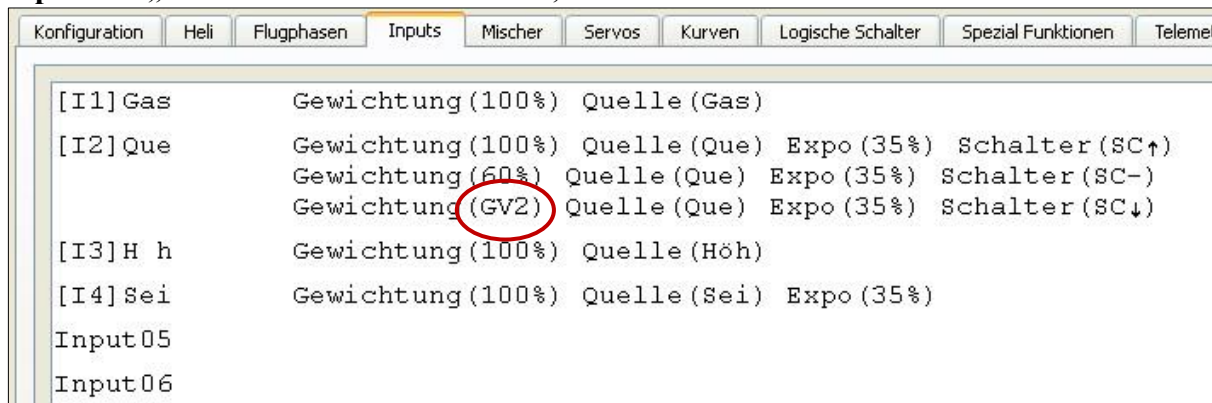 Konfiguration Heli Flugphasen Inputs Mischer Servos Kurven Logische Schalter Spezial Funktionen Teleme
[I1]Gas Gewichtung(100%) Quelle(Gas)
[I2]Que Gewichtung(100%) Quelle(Que) Expo(35%) Schalter(SC↑)
Gewichtung(60%) Quelle(Que) Expo(35%) Schalter(SC-)
Gewichtung(GV2) Quelle(Que) Expo(35%) Schalter(SC↓)
[I3]H h Gewichtung(100%) Quelle(Höh)
[I4]Sei Gewichtung(100%) Quelle(Sei) Expo(35%)
Input05
Input06